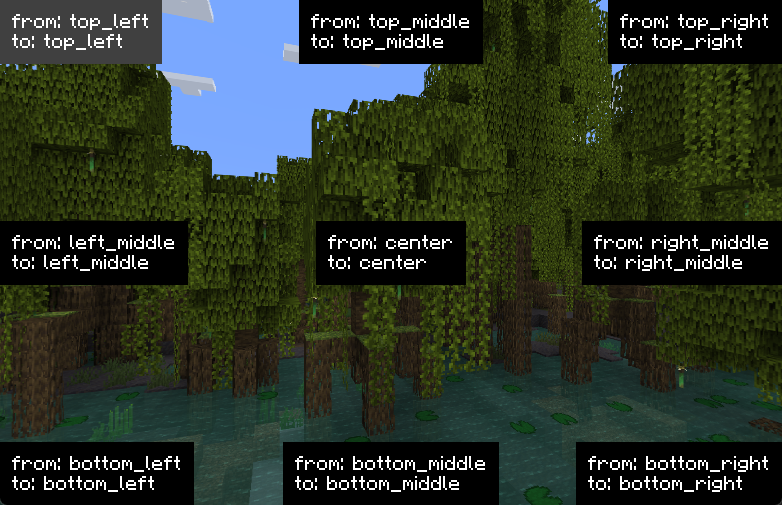 from: top_left
to: top_left
from: top_middle
to: top_middle
from: top_right
to: top_right
from: left_middle
to: left_middle
from: center
to: center
from: right_middle
to: right_middle
from: bottom_left
to: bottom_left
from: bottom_middle
to: bottom_middle
from: bottom_right
to: bottom_right